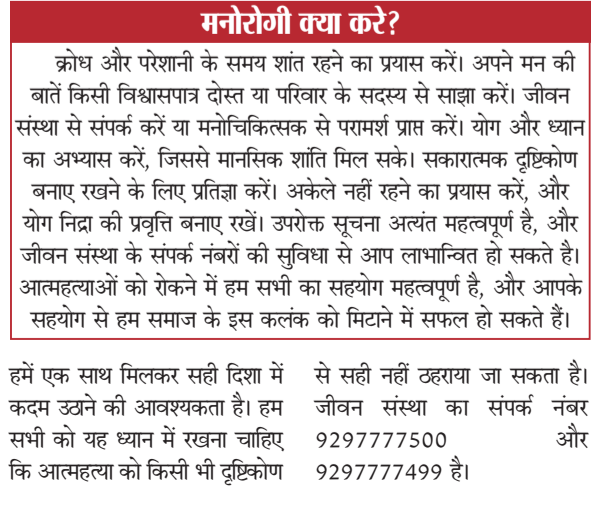 मनोरोगी क्या करे?
क्रोध और परेशानी के समय शांत रहने का प्रयास करें। अपने मन की
बातें किसी विश्वासपात्र दोस्त या परिवार के सदस्य से साझा करें। जीवन
संस्था से संपर्क करें या मनोचिकित्सक से परामर्श प्राप्त करें। योग और ध्यान
का अभ्यास करें, जिससे मानसिक शांति मिल सके। सकारात्मक दृष्टिकोण
बनाए रखने के लिए प्रतिज्ञा करें। अकेले नहीं रहने का प्रयास करें, और
योग निद्रा की प्रवृत्ति बनाए रखें। उपरोक्त सूचना अत्यंत महत्वपूर्ण है, और
जीवन संस्था के संपर्क नंबरों की सुविधा से आप लाभान्वित हो सकते है।
आत्महत्याओं को रोकने में हम सभी का सहयोग महत्वपूर्ण है, और आपके
सहयोग से हम समाज के इस कलंक को मिटाने में सफल हो सकते हैं।
हमें एक साथ मिलकर सही दिशा में
कदम उठाने की आवश्यकता है। हम
सभी को यह ध्यान में रखना चाहिए
कि आत्महत्या को किसी भी दृष्टिकोण
से सही नहीं ठहराया जा सकता है।
जीवन संस्था का संपर्क नंबर
9297777500 और
9297777499 है।